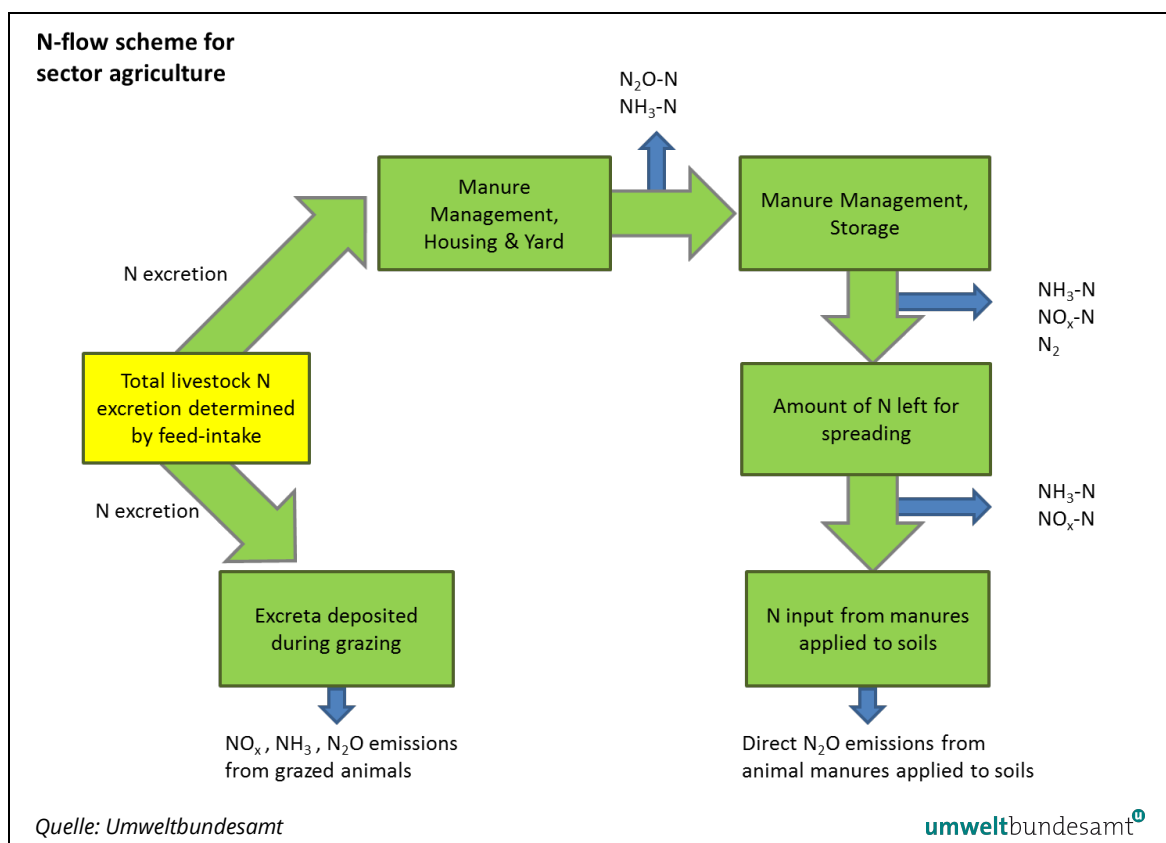 N-flow scheme for
sector agriculture
N₂O-N
NH₃-N
Manure
Management,
Housing & Yard
Manure Management,
Storage
N excretion
NH₃-N
NOₓ-N
N₂
Total livestock N
excretion determined
by feed-intake
Amount of N left for
spreading
N excretion
NH₃-N
NOₓ-N
Excreta deposited
during grazing
N input from manures
applied to soils
NOₓ , NH₃ , N₂O emissions
from grazed animals
Direct N₂O emissions from
animal manures applied to soils
Quelle: Umweltbundesamt
umweltbundesamt u